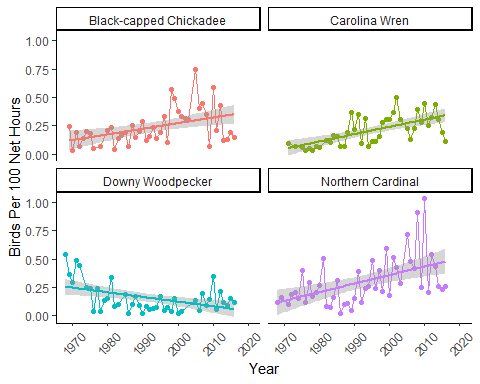 Black-capped Chickadee
Carolina Wren
1.00
0.75
0.50
0.25
0.00
Downy Woodpecker
Northern Cardinal
1.00
0.75
0.50
0.25
0.00
Birds Per 100 Net Hours
1970 1980 1990 2000 2010 2020
1970 1980 1990 2000 2010 2020
Year